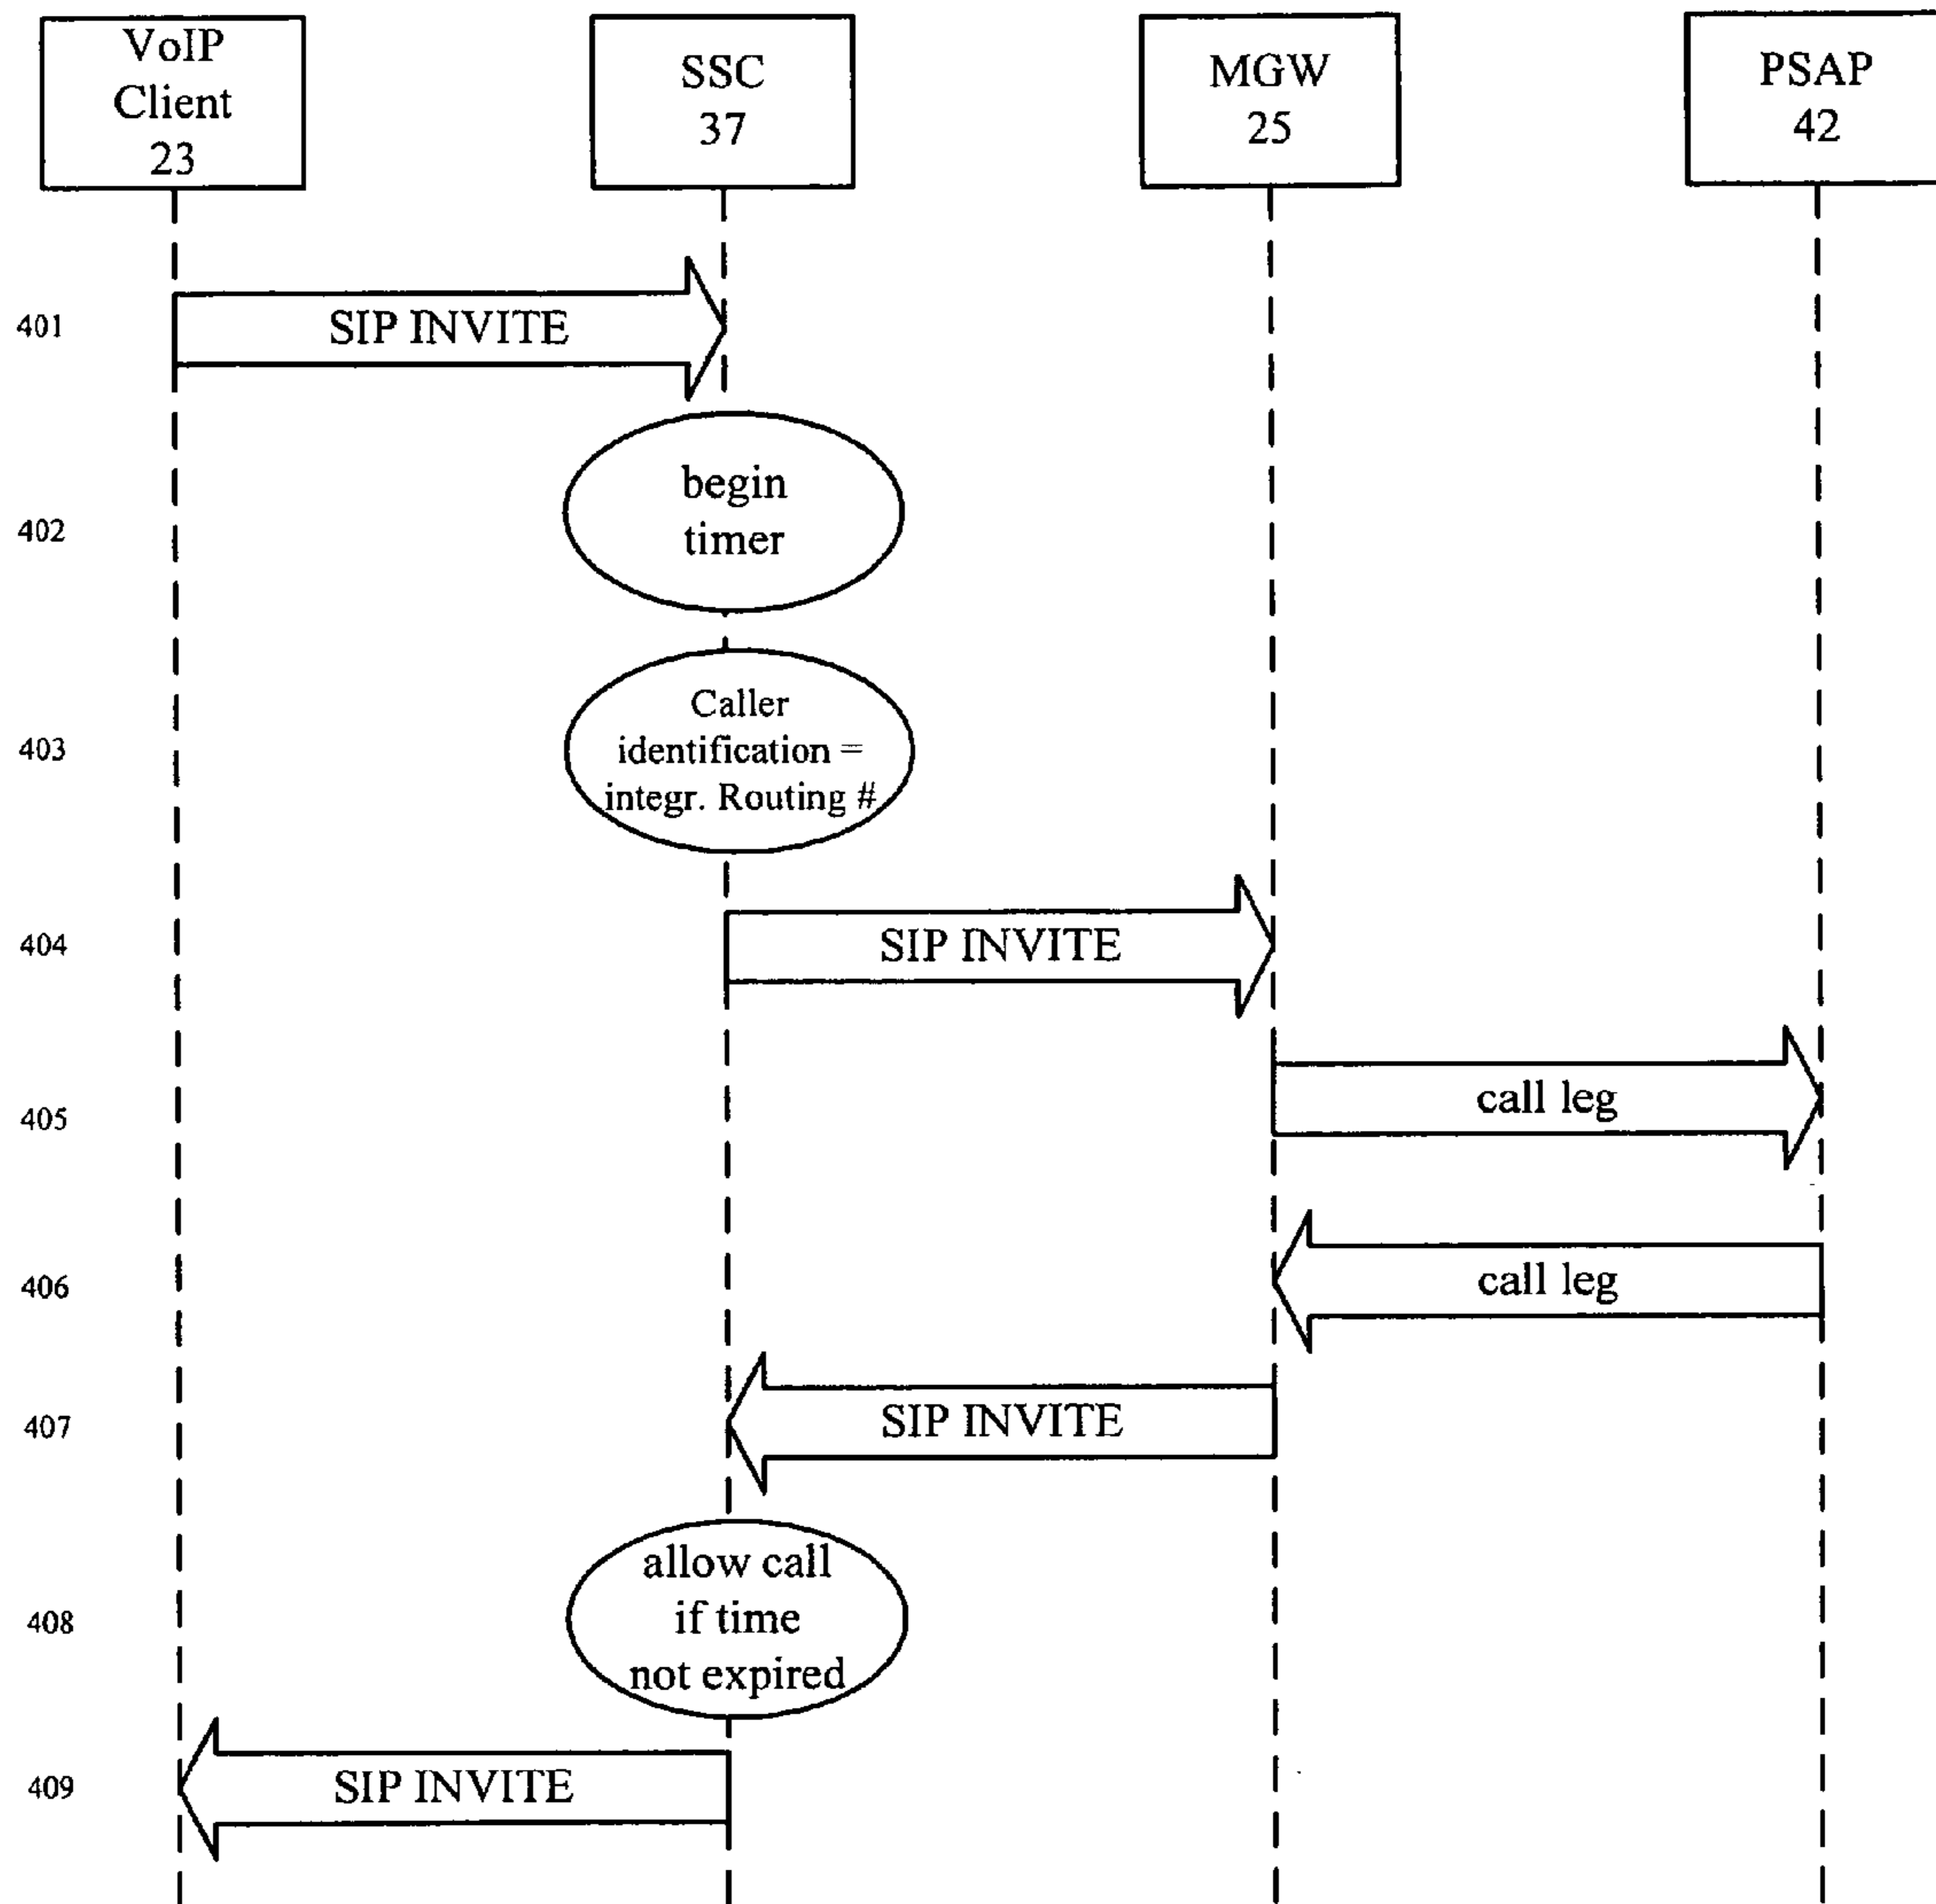 VoIP
Client
23
SSC
37
MGW
25
PSAP
42
401
SIP INVITE
402
begin
timer
403
Caller
identification =
integr. Routing #
404
SIP INVITE
405
call leg
406
call leg
407
SIP INVITE
408
allow call
if time
not expired
409
SIP INVITE